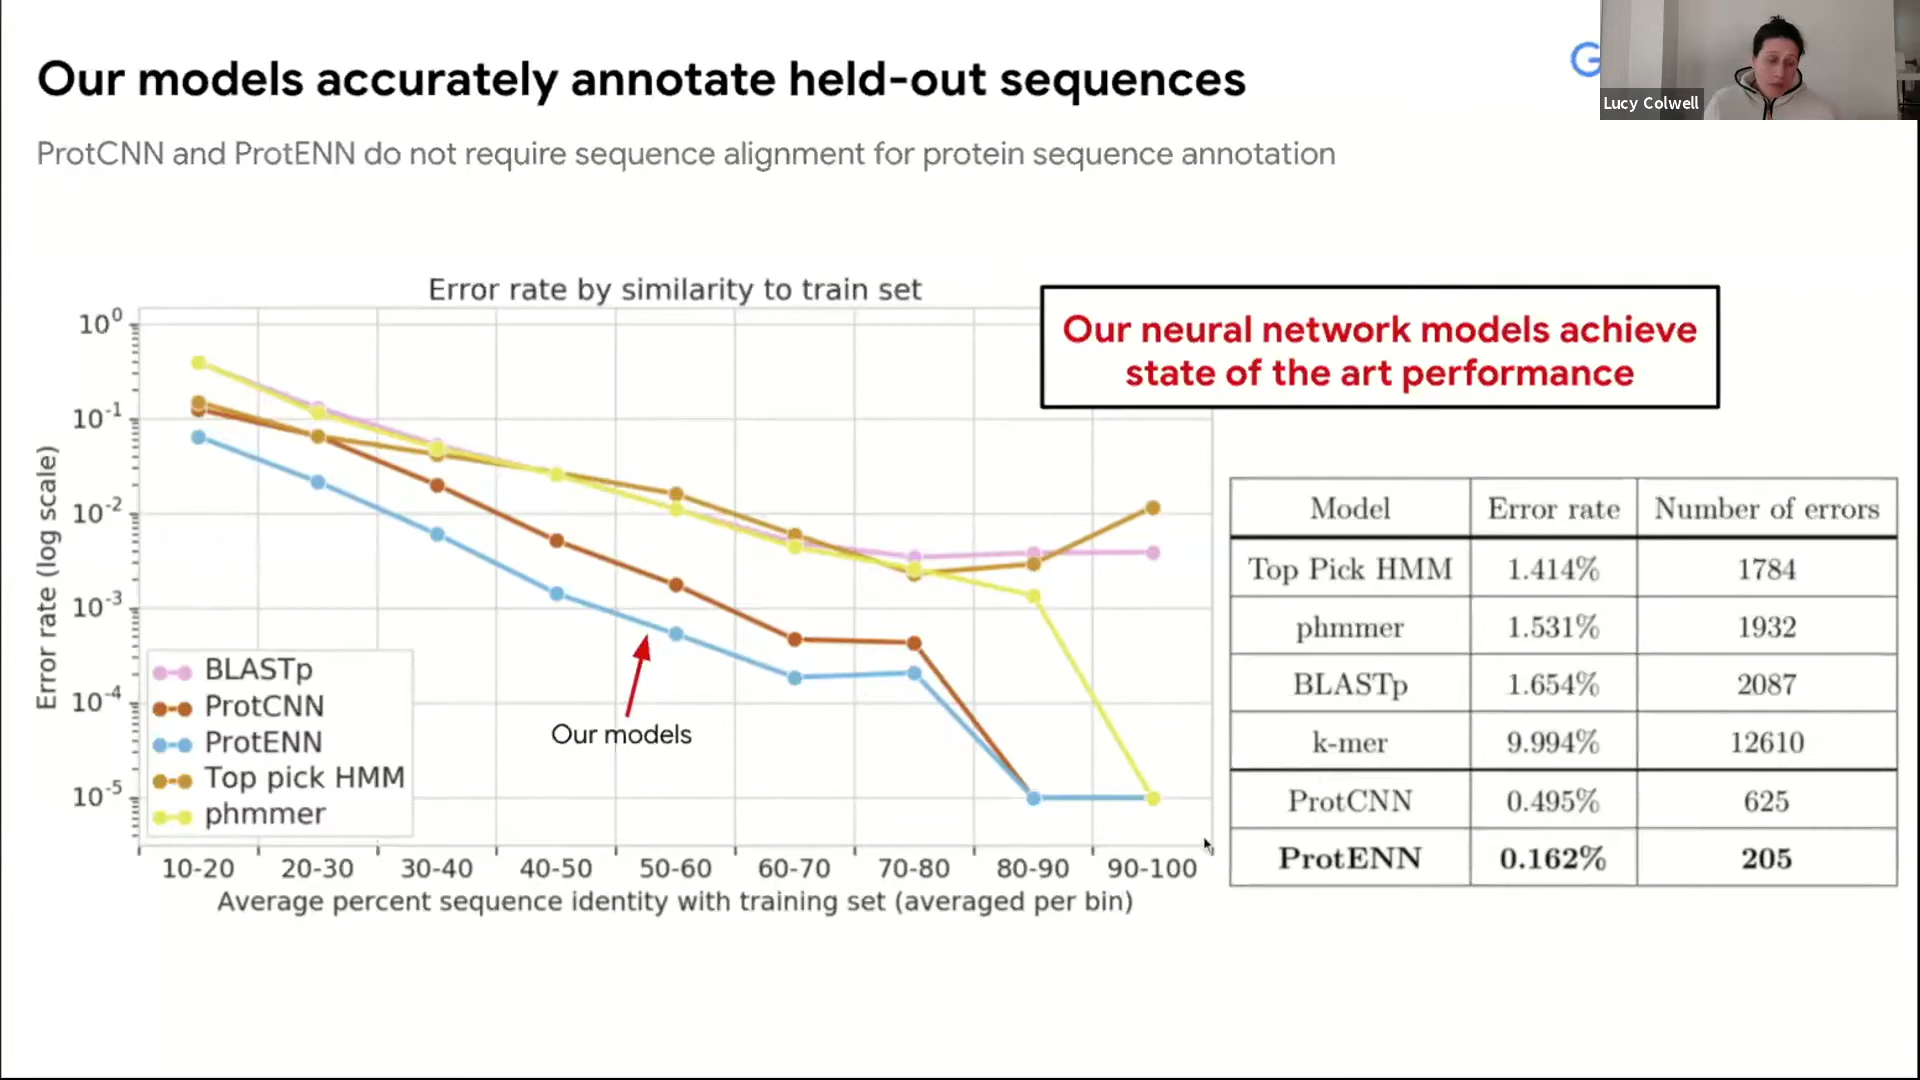 Our models accurately annotate held-out sequences
G
Lucy Colwell
ProtCNN and ProtENN do not require sequence alignment for protein sequence annotation
Error rate by similarity to train set
Our neural network models achieve
state of the art performance
Error rate (log scale)
10^0
10^-1
10^-2
10^-3
10^-4
10^-5
BLASTp
ProtCNN
ProtENN
Top pick HMM
phmmer
Our models
10-20 20-30 30-40 40-50 50-60 60-70 70-80 80-90 90-100
Average percent sequence identity with training set (averaged per bin)
Model Error rate Number of errors
Top Pick HMM 1.414% 1784
phmmer 1.531% 1932
BLASTp 1.654% 2087
k-mer 9.994% 12610
ProtCNN 0.495% 625
ProtENN 0.162% 205